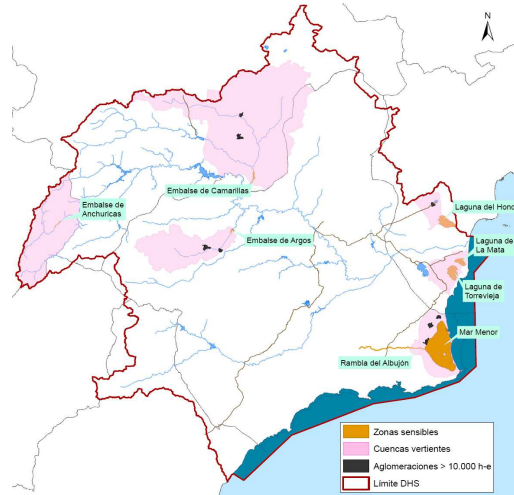 N
Embalse de Camarillas
Embalse de
Anchuricas
Laguna del Hondo
Embalse de Argos
Laguna de
La Mata
Laguna de
Torrevieja
Mar Menor
Rambla del Albujón
Zonas sensibles
Cuencas vertientes
Aglomeraciones > 10.000 h-e
Límite DHS